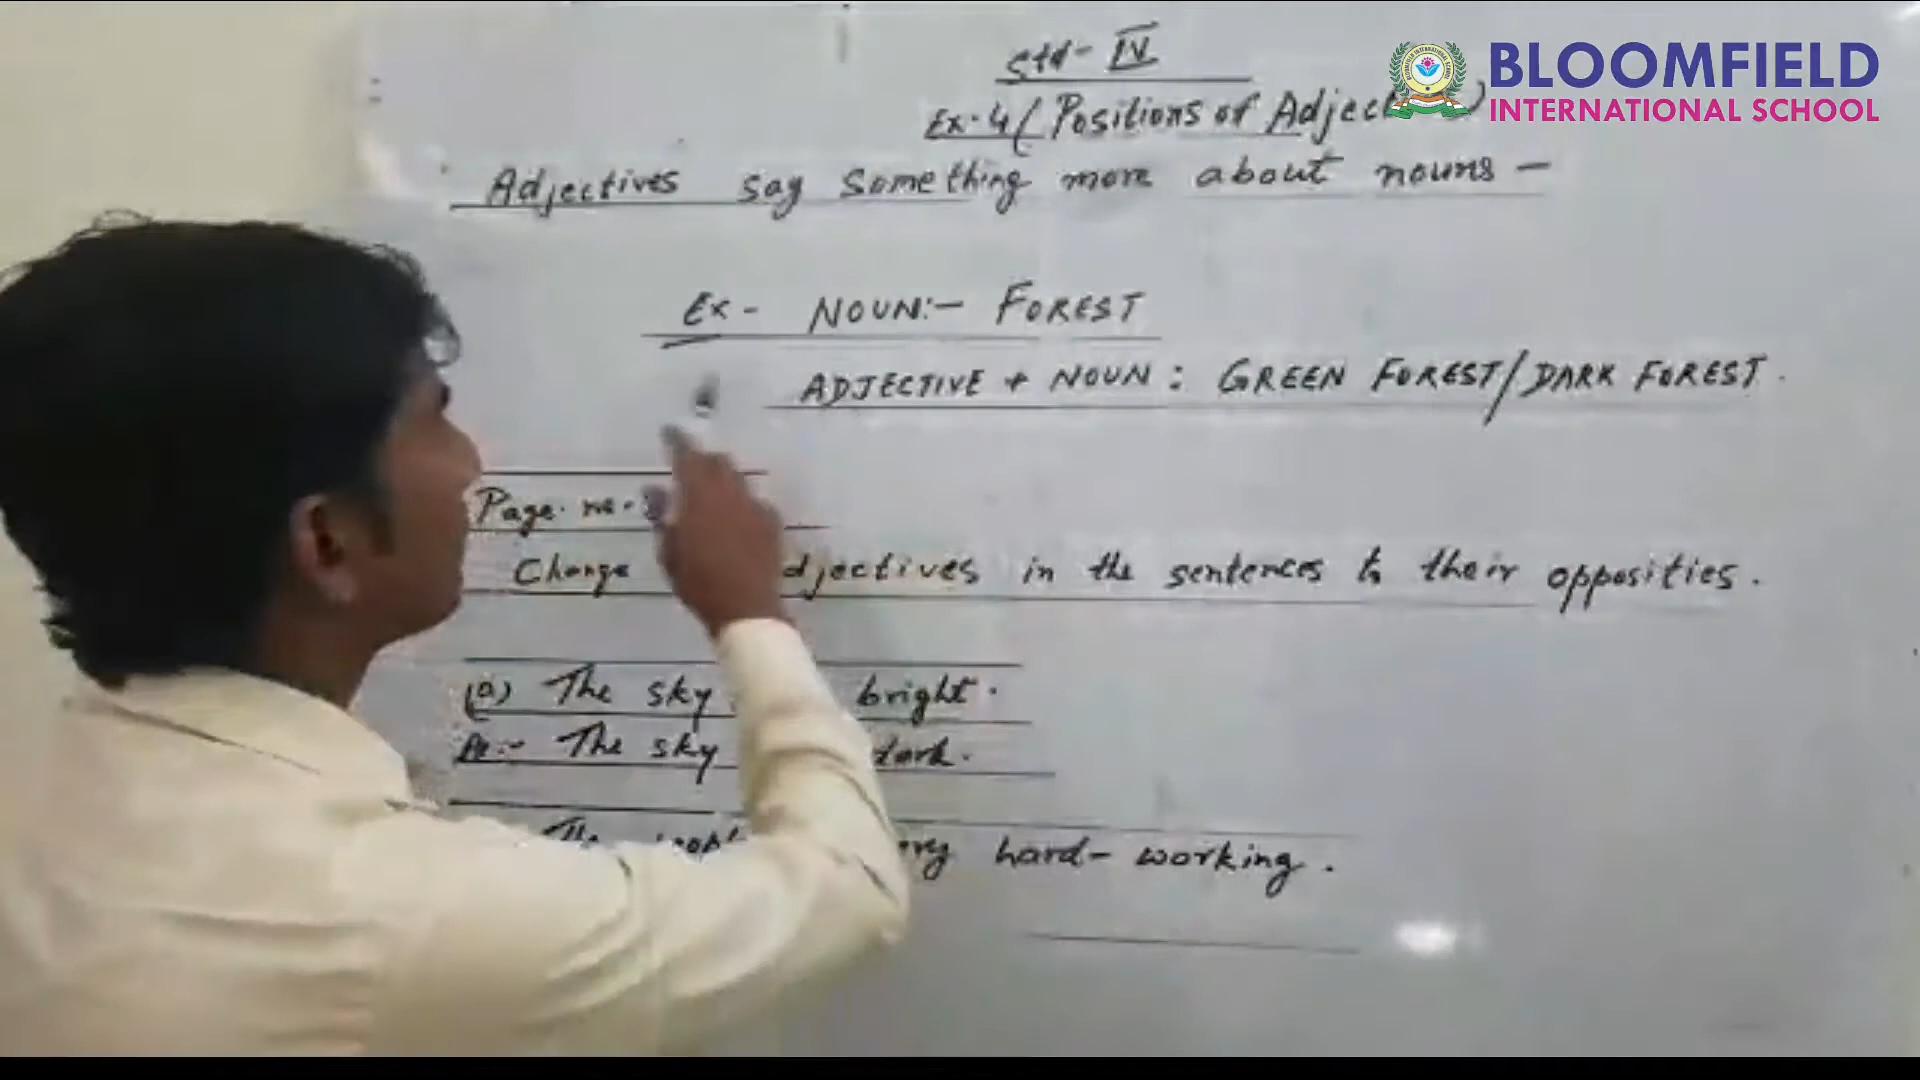 Std- IV
BLOOMFIELD
INTERNATIONAL SCHOOL
Ex-4 ( Positions of
Adjectives say something more about nouns -
Ex - NOUN:- FOREST
ADJECTIVE + NOUN : GREEN FOREST/DARK FOREST.
Page no-
Change in the sentences to their opposities.
(a) The sky bright.
The sky dark.
The hard-working.